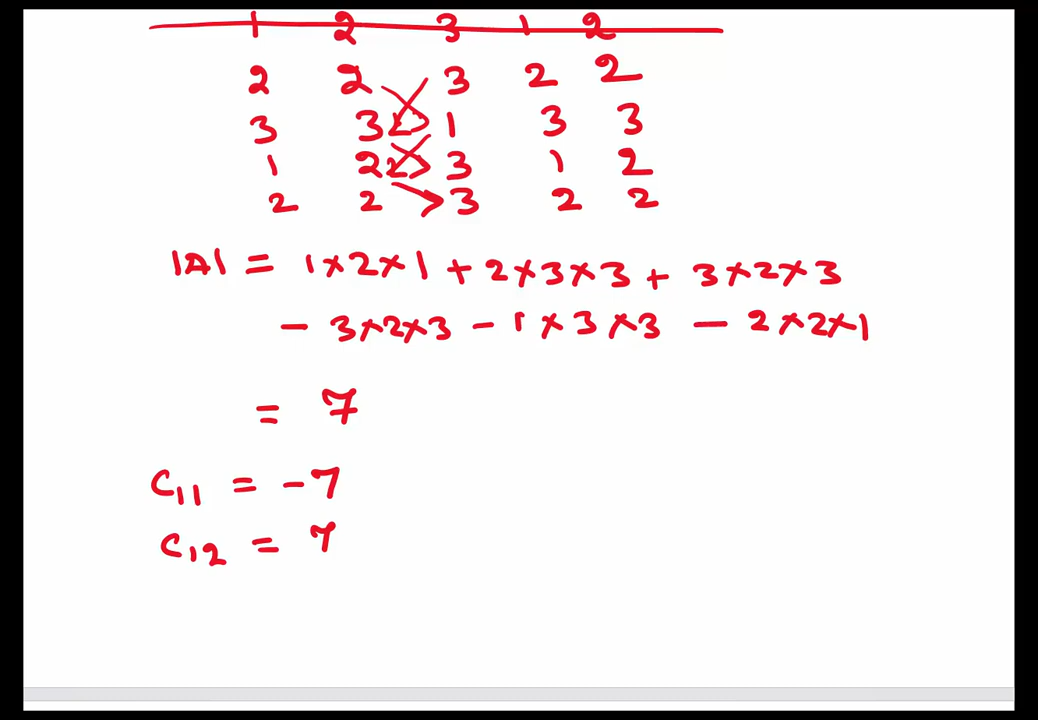 1 2 3 1 2
2 2 3 2 2
3 3 1 3 3
1 2 3 1 2
2 2 3 2 2
|A| = 1×2×1 + 2×3×3 + 3×2×3
- 3×2×3 - 1×3×3 - 2×2×1
= 7
C11 = -7
C12 = 7